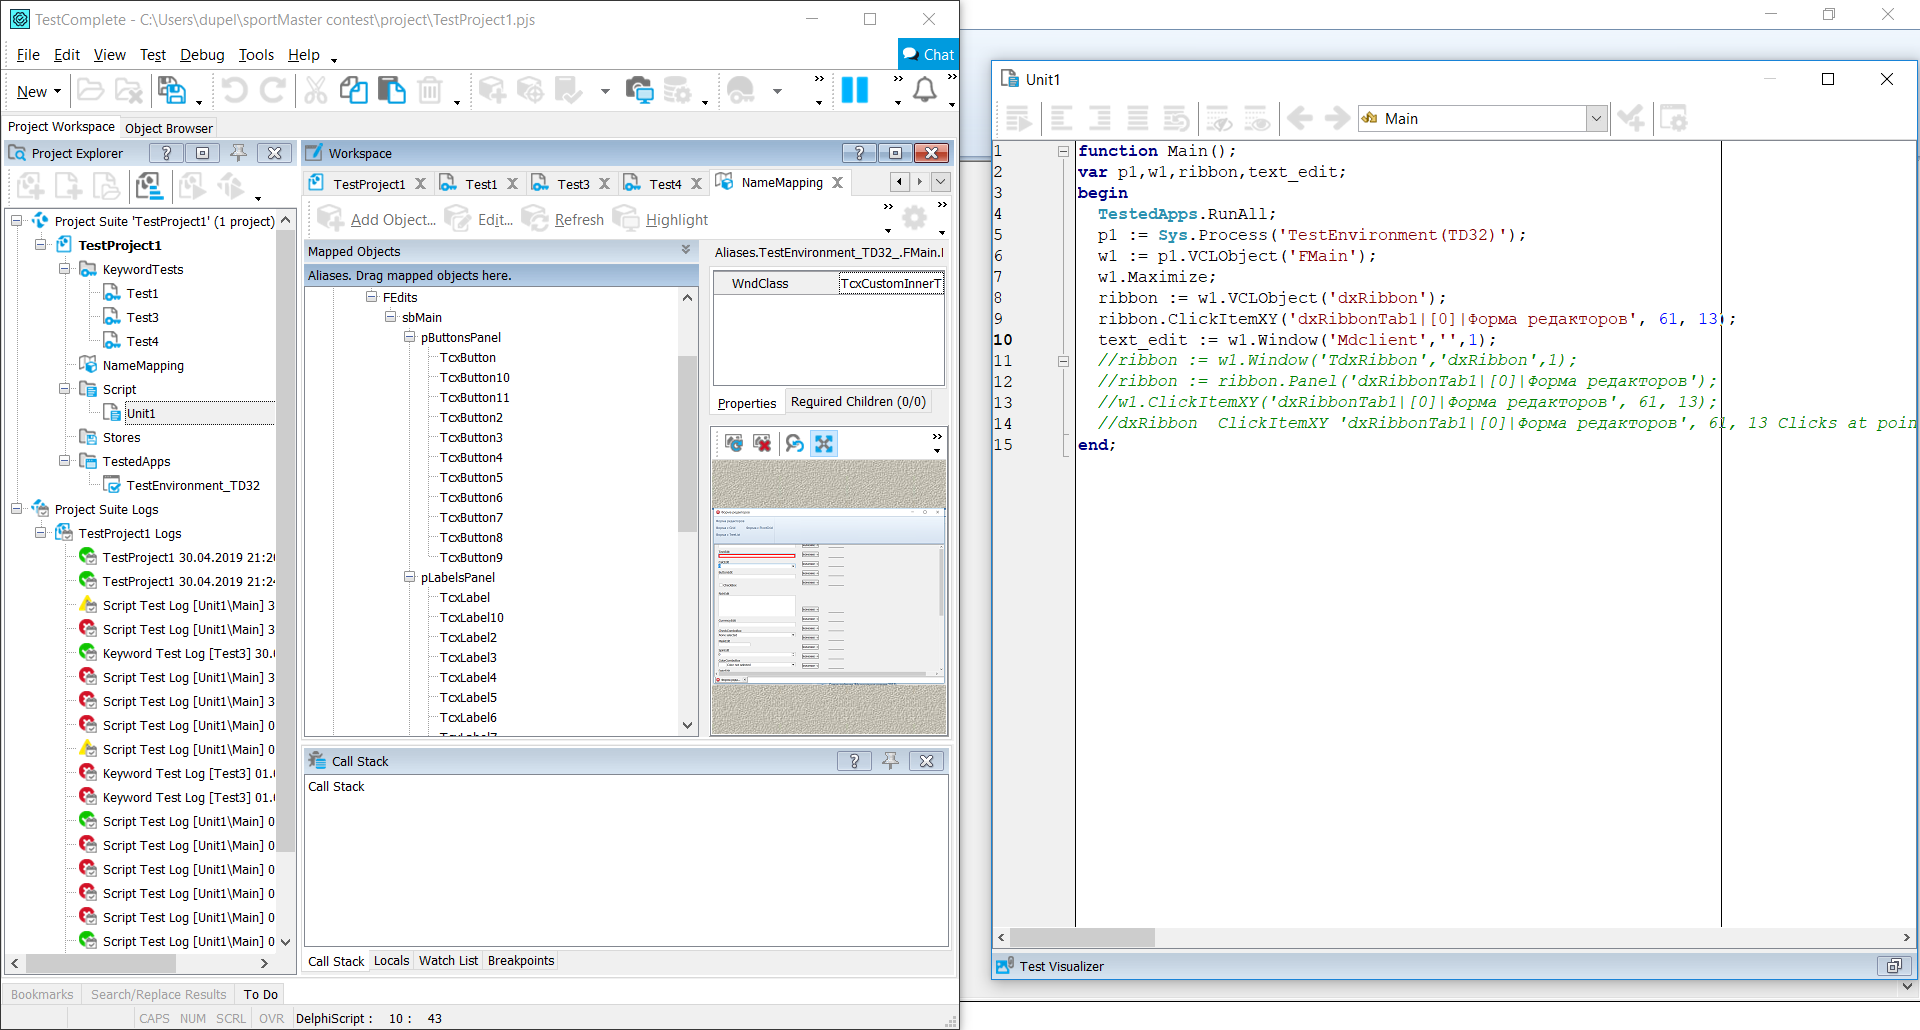 TestComplete - C:\Users\dupel\sportMaster contest\project\TestProject1.pjs
File Edit View Test Debug Tools Help
Chat
New
Project Workspace Object Browser
Project Explorer
Project Suite 'TestProject1' (1 project)
TestProject1
KeywordTests
Test1
Test3
Test4
NameMapping
Script
Unit1
Stores
TestedApps
TestEnvironment_TD32
Project Suite Logs
TestProject1 Logs
TestProject1 30.04.2019 21:20
TestProject1 30.04.2019 21:24
Script Test Log [Unit1\Main] 3
Script Test Log [Unit1\Main] 3
Keyword Test Log [Test3] 30.0
Script Test Log [Unit1\Main] 3
Script Test Log [Unit1\Main] 3
Script Test Log [Unit1\Main] 0
Script Test Log [Unit1\Main] 0
Keyword Test Log [Test3] 01.0
Keyword Test Log [Test3] 01.0
Script Test Log [Unit1\Main] 0
Script Test Log [Unit1\Main] 0
Script Test Log [Unit1\Main] 0
Script Test Log [Unit1\Main] 0
Script Test Log [Unit1\Main] 0
Script Test Log [Unit1\Main] 0
Workspace
TestProject1 Test1 Test3 Test4 NameMapping
Add Object... Edit... Refresh Highlight
Mapped Objects
Aliases. Drag mapped objects here.
FEdits
sbMain
pButtonsPanel
TcxButton
TcxButton10
TcxButton11
TcxButton2
TcxButton3
TcxButton4
TcxButton5
TcxButton6
TcxButton7
TcxButton8
TcxButton9
pLabelsPanel
TcxLabel
TcxLabel10
TcxLabel2
TcxLabel3
TcxLabel4
TcxLabel5
TcxLabel6
TcxLabel7
Aliases.TestEnvironment_TD32_.FMain.
WndClass TcxCustomInnerT
Properties Required Children (0/0)
Call Stack
Call Stack
Call Stack Locals Watch List Breakpoints
Bookmarks Search/Replace Results To Do
CAPS NUM SCRL OVR DelphiScript : 10 : 43
Unit1
Main
1 function Main();
2 var p1,w1,ribbon,text_edit;
3 begin
4 TestedApps.RunAll;
5 p1 := Sys.Process('TestEnvironment(TD32)');
6 w1 := p1.VCLObject('FMain');
7 w1.Maximize;
8 ribbon := w1.VCLObject('dxRibbon');
9 ribbon.ClickItemXY('dxRibbonTab1|[0]|Форма редакторов', 61, 13);
10 text_edit := w1.Window('Mdclient','',1);
11 //ribbon := w1.Window('TdxRibbon','dxRibbon',1);
12 //ribbon := ribbon.Panel('dxRibbonTab1|[0]|Форма редакторов');
13 //w1.ClickItemXY('dxRibbonTab1|[0]|Форма редакторов', 61, 13);
14 //dxRibbon ClickItemXY 'dxRibbonTab1|[0]|Форма редакторов', 61, 13 Clicks at poin
15 end;
Test Visualizer